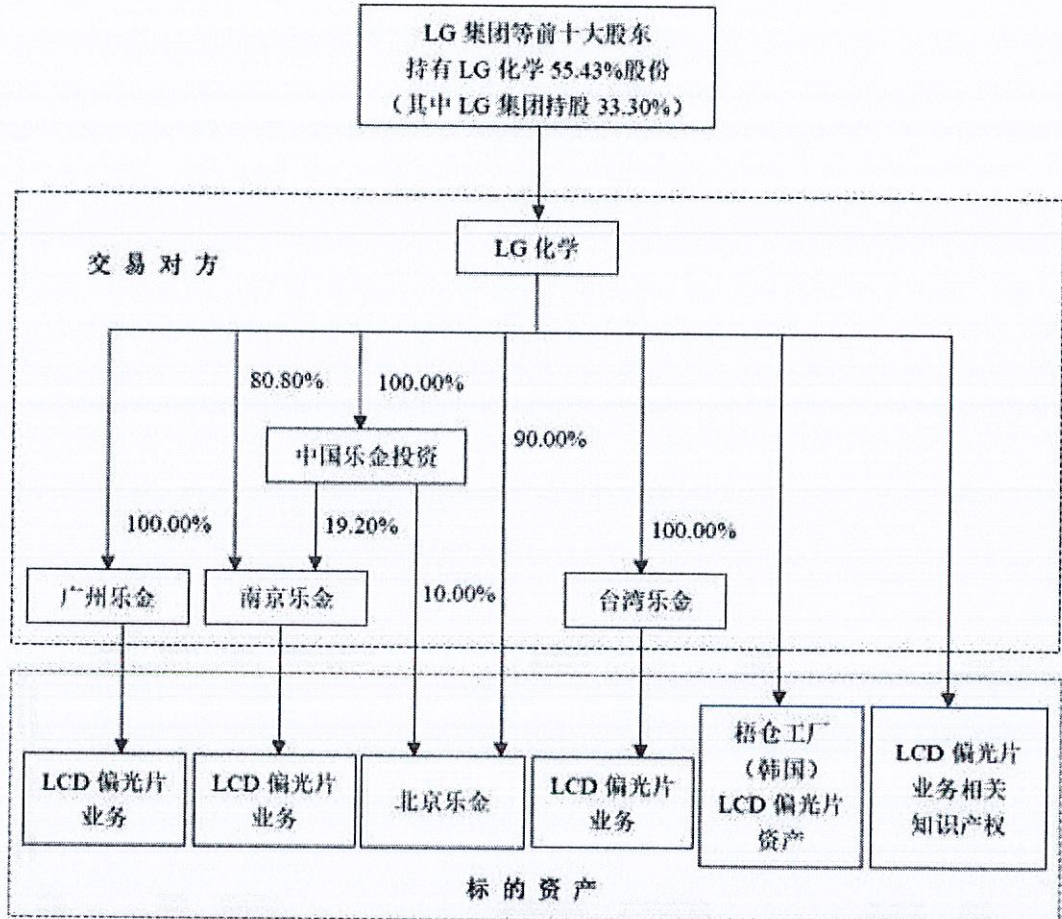 LG 集团等前十大股东
持有 LG 化学 55.43%股份
（其中 LG 集团持股 33.30%）
LG 化学
交 易 对 方
80.80%
100.00%
90.00%
中国乐金投资
100.00%
19.20%
100.00%
广州乐金
南京乐金
10.00%
台湾乐金
LCD 偏光片
业务
LCD 偏光片
业务
北京乐金
LCD 偏光片
业务
梧仓工厂
（韩国）
LCD 偏光片
资产
LCD 偏光片
业务相关
知识产权
标 的 资 产